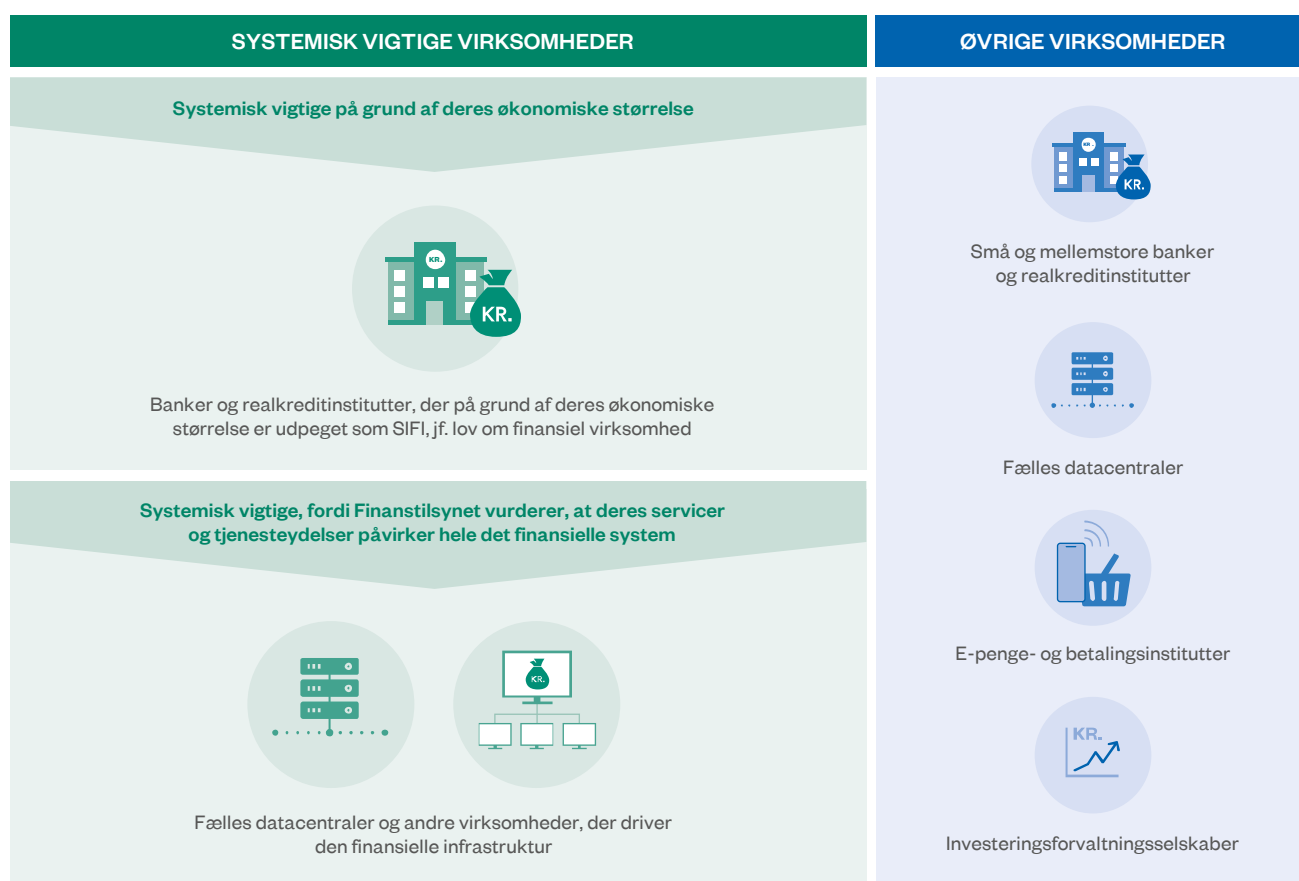 SYSTEMISK VIGTIGE VIRKSOMHEDER
Systemisk vigtige på grund af deres økonomiske størrelse
KR.
KR.
Banker og realkreditinstitutter, der på grund af deres økonomiske
størrelse er udpeget som SIFI, jf. lov om finansiel virksomhed
Systemisk vigtige, fordi Finanstilsynet vurderer, at deres servicer
og tjenesteydelser påvirker hele det finansielle system
KR.
Fælles datacentraler og andre virksomheder, der driver
den finansielle infrastruktur
ØVRIGE VIRKSOMHEDER
KR.
KR.
Små og mellemstore banker
og realkreditinstitutter
Fælles datacentraler
E-penge- og betalingsinstitutter
KR.
Investeringsforvaltningsselskaber